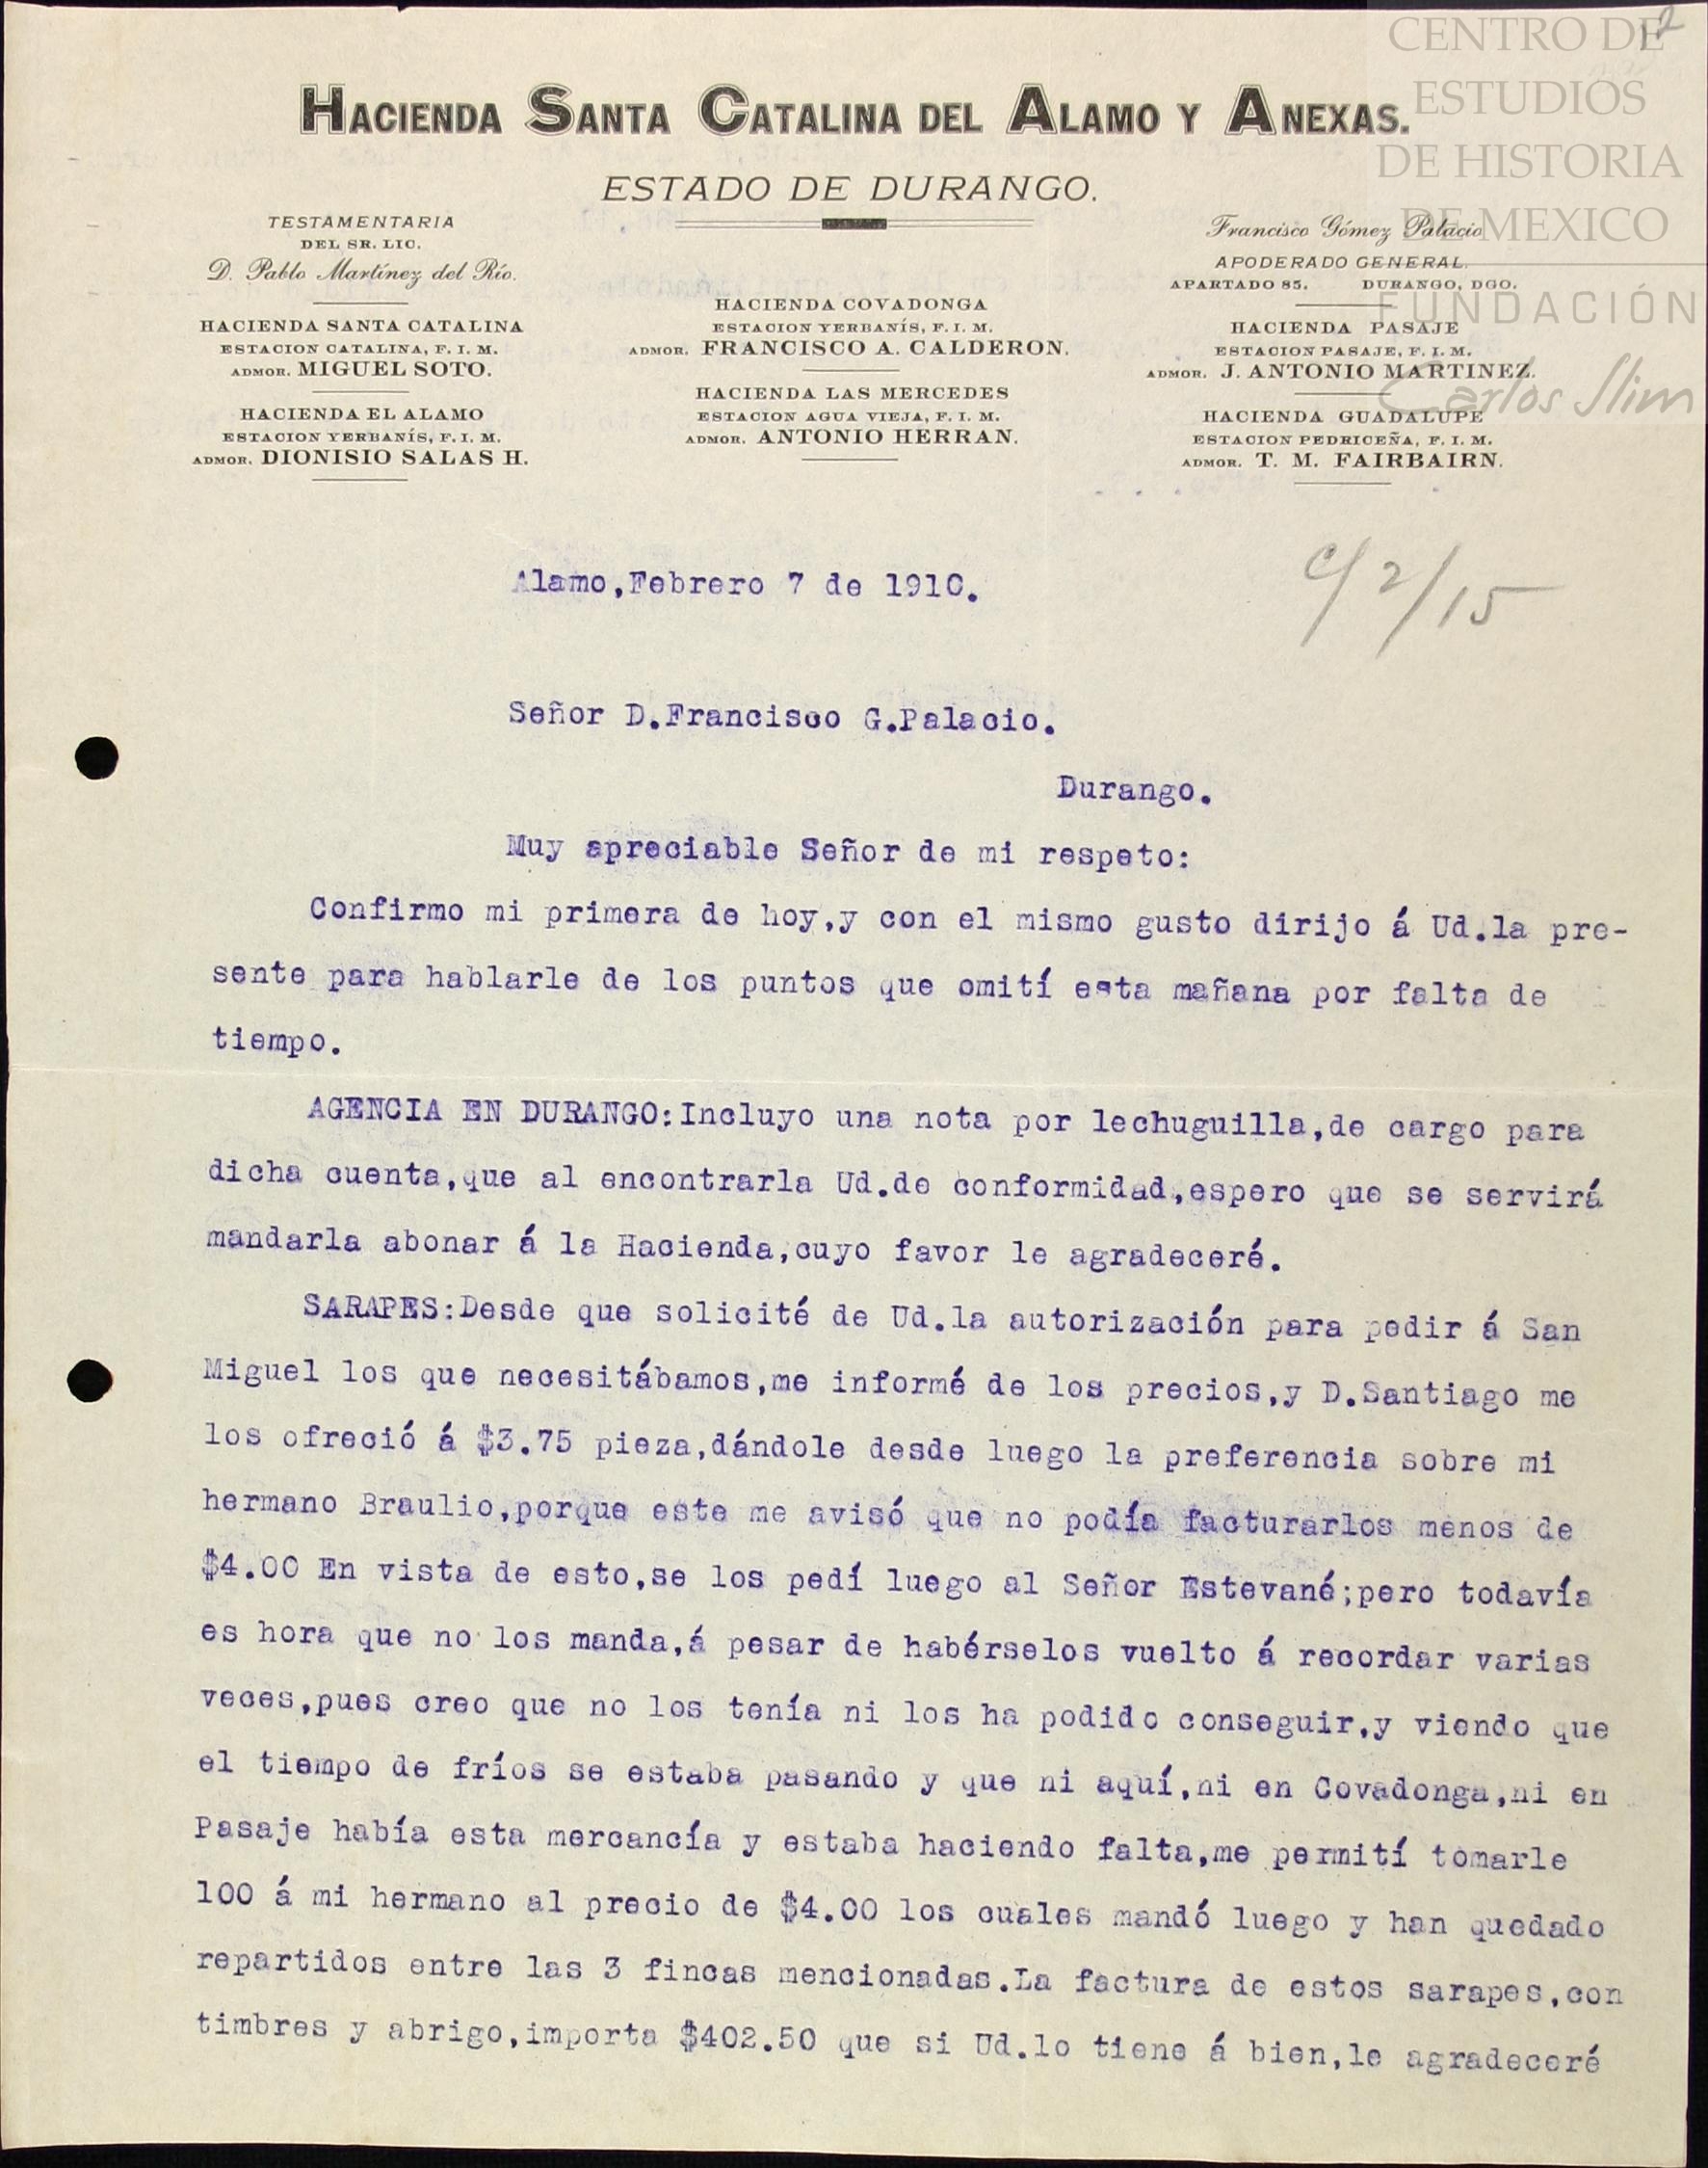 CENTRO DE
ESTUDIOS
DE HISTORIA
DE MEXICO
FUNDACIÓN
Carlos Slim
HACIENDA SANTA CATALINA DEL ALAMO Y ANEXAS.
ESTADO DE DURANGO.
TESTAMENTARIA
DEL SR. LIC.
D. Pablo Martínez del Río.
HACIENDA SANTA CATALINA
ESTACION CATALINA, F. I. M.
ADMOR. MIGUEL SOTO.
HACIENDA EL ALAMO
ESTACION YERBANÍS, F. I. M.
ADMOR. DIONISIO SALAS H.
HACIENDA COVADONGA
ESTACION YERBANÍS, F. I. M.
ADMOR. FRANCISCO A. CALDERON.
HACIENDA LAS MERCEDES
ESTACION AGUA VIEJA, F. I. M.
ADMOR. ANTONIO HERRAN.
Francisco Gómez Palacio
APODERADO GENERAL.
APARTADO 85. DURANGO, DGO.
HACIENDA PASAJE
ESTACION PASAJE, F. I. M.
ADMOR. J. ANTONIO MARTINEZ.
HACIENDA GUADALUPE
ESTACION PEDRICEÑA, F. I. M.
ADMOR. T. M. FAIRBAIRN.
c/2/15
Alamo,Febrero 7 de 1910.
Señor D.Francisco G.Palacio.
Durango.
Muy apreciable Señor de mi respeto:
Confirmo mi primera de hoy,y con el mismo gusto dirijo á Ud.la pre-
sente para hablarle de los puntos que omití esta mañana por falta de
tiempo.
AGENCIA EN DURANGO:Incluyo una nota por lechuguilla,de cargo para
dicha cuenta,que al encontrarla Ud.de conformidad,espero que se servirá
mandarla abonar á la Hacienda,cuyo favor le agradeceré.
SARAPES:Desde que solicité de Ud.la autorización para pedir á San
Miguel los que necesitábamos,me informé de los precios,y D.Santiago me
los ofreció á $3.75 pieza,dándole desde luego la preferencia sobre mi
hermano Braulio,porque este me avisó que no podía facturarlos menos de
$4.00 En vista de esto,se los pedí luego al Señor Estevané;pero todavía
es hora que no los manda,á pesar de habérselos vuelto á recordar varias
veces,pues creo que no los tenía ni los ha podido conseguir,y viendo que
el tiempo de fríos se estaba pasando y que ni aquí,ni en Covadonga,ni en
Pasaje había esta mercancía y estaba haciendo falta,me permití tomarle
100 á mi hermano al precio de $4.00 los cuales mandó luego y han quedado
repartidos entre las 3 fincas mencionadas.La factura de estos sarapes,con
timbres y abrigo,importa $402.50 que si Ud.lo tiene á bien,le agradeceré